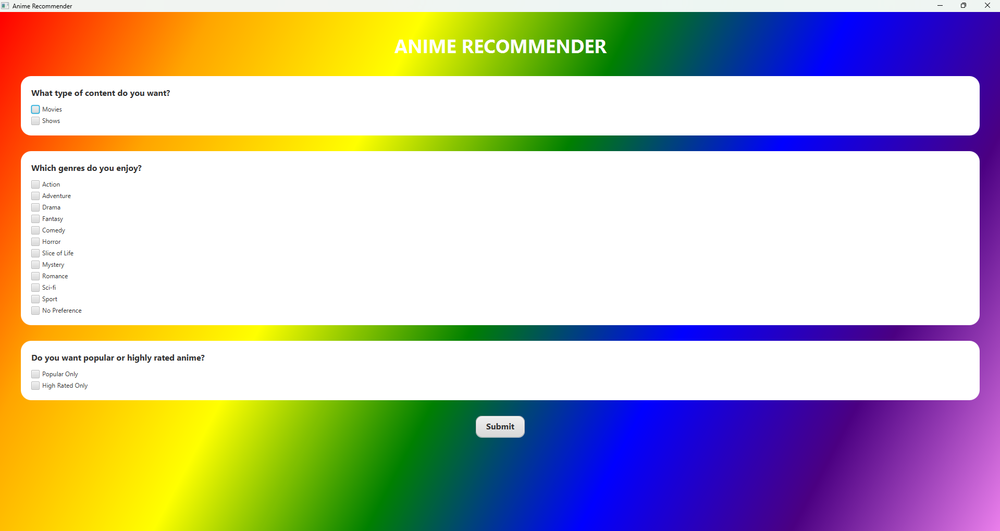 Anime Recommender
ANIME RECOMMENDER
What type of content do you want?
Movies
Shows
Which genres do you enjoy?
Action
Adventure
Drama
Fantasy
Comedy
Horror
Slice of Life
Mystery
Romance
Sci-fi
Sport
No Preference
Do you want popular or highly rated anime?
Popular Only
High Rated Only
Submit